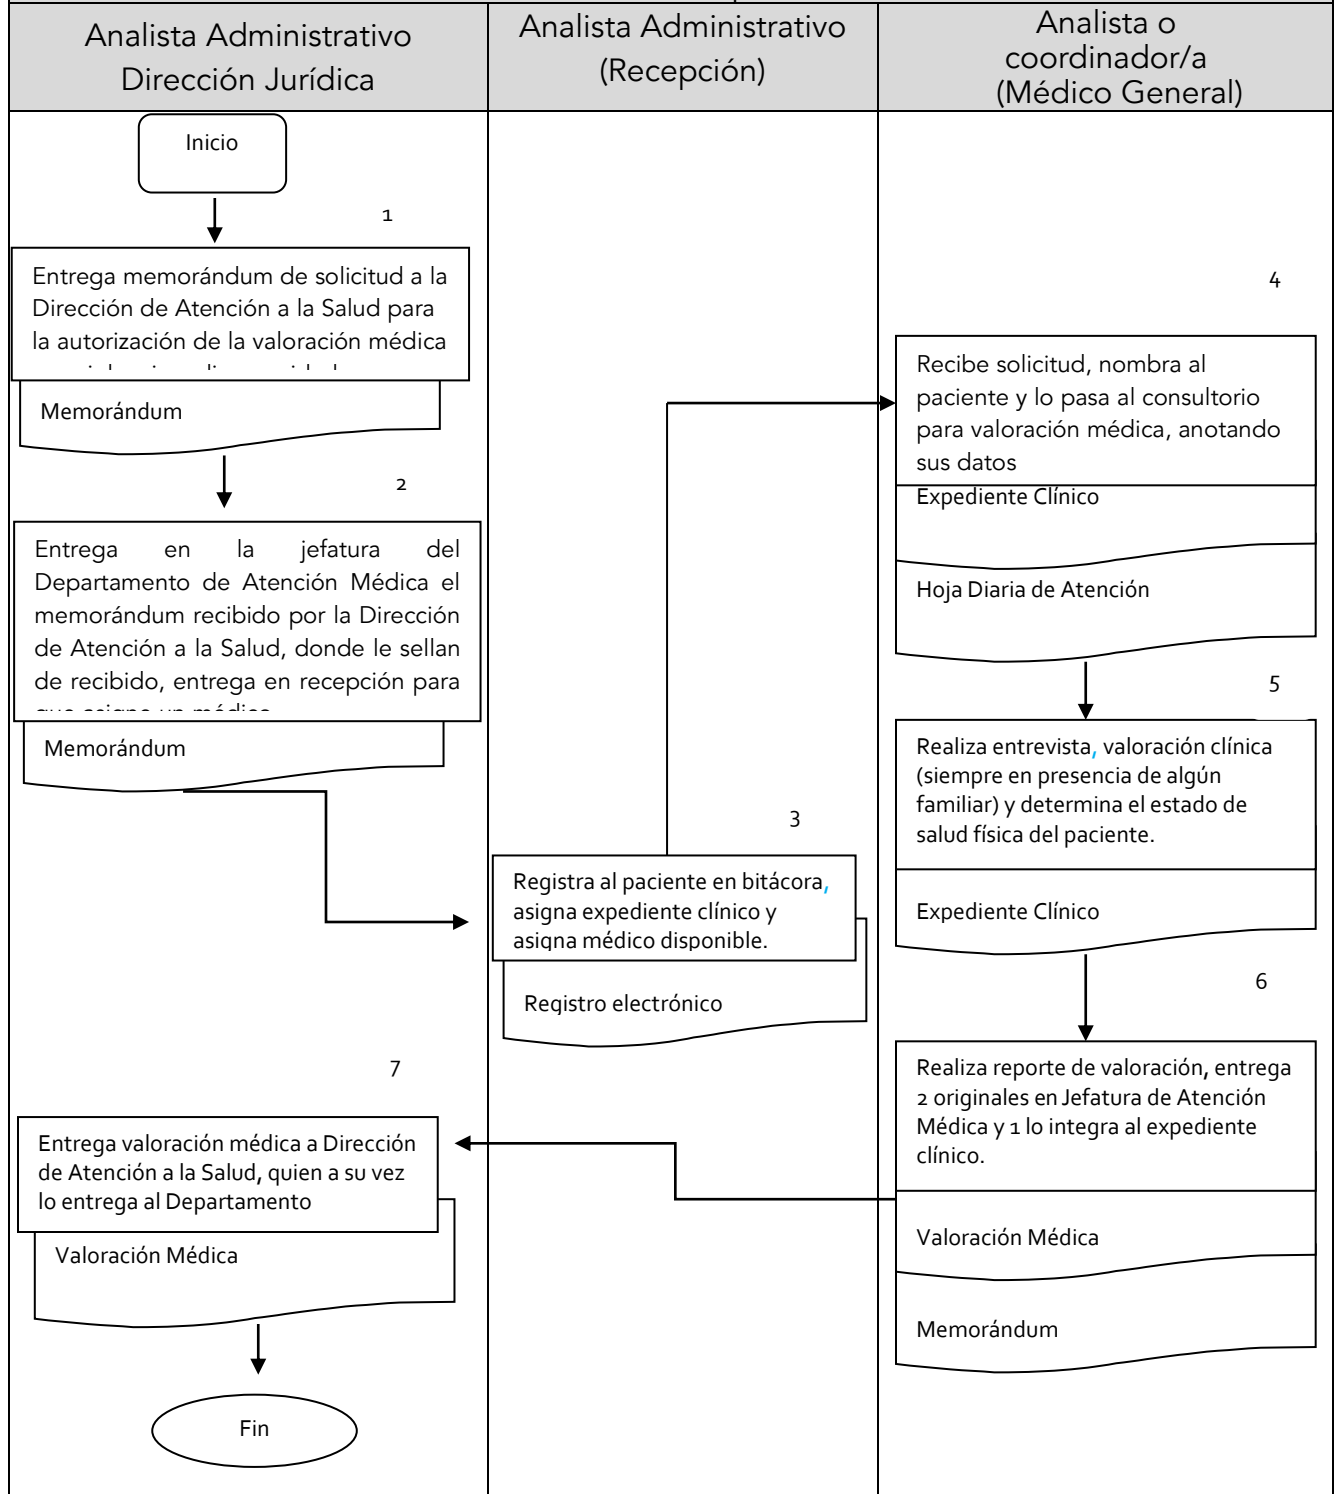 Analista Administrativo
Dirección Jurídica
Analista Administrativo
(Recepción)
Analista o
coordinador/a
(Médico General)
Inicio
1
Entrega memorándum de solicitud a la
Dirección de Atención a la Salud para
la autorización de la valoración médica
Memorándum
2
Entrega en la jefatura del
Departamento de Atención Médica el
memorándum recibido por la Dirección
de Atención a la Salud, donde le sellan
de recibido, entrega en recepción para
que asigne un médico
Memorándum
3
Registra al paciente en bitácora,
asigna expediente clínico y
asigna médico disponible.
Registro electrónico
4
Recibe solicitud, nombra al
paciente y lo pasa al consultorio
para valoración médica, anotando
sus datos
Expediente Clínico
Hoja Diaria de Atención
5
Realiza entrevista, valoración clínica
(siempre en presencia de algún
familiar) y determina el estado de
salud física del paciente.
Expediente Clínico
6
Realiza reporte de valoración, entrega
2 originales en Jefatura de Atención
Médica y 1 lo integra al expediente
clínico.
Valoración Médica
Memorándum
7
Entrega valoración médica a Dirección
de Atención a la Salud, quien a su vez
lo entrega al Departamento
Valoración Médica
Fin